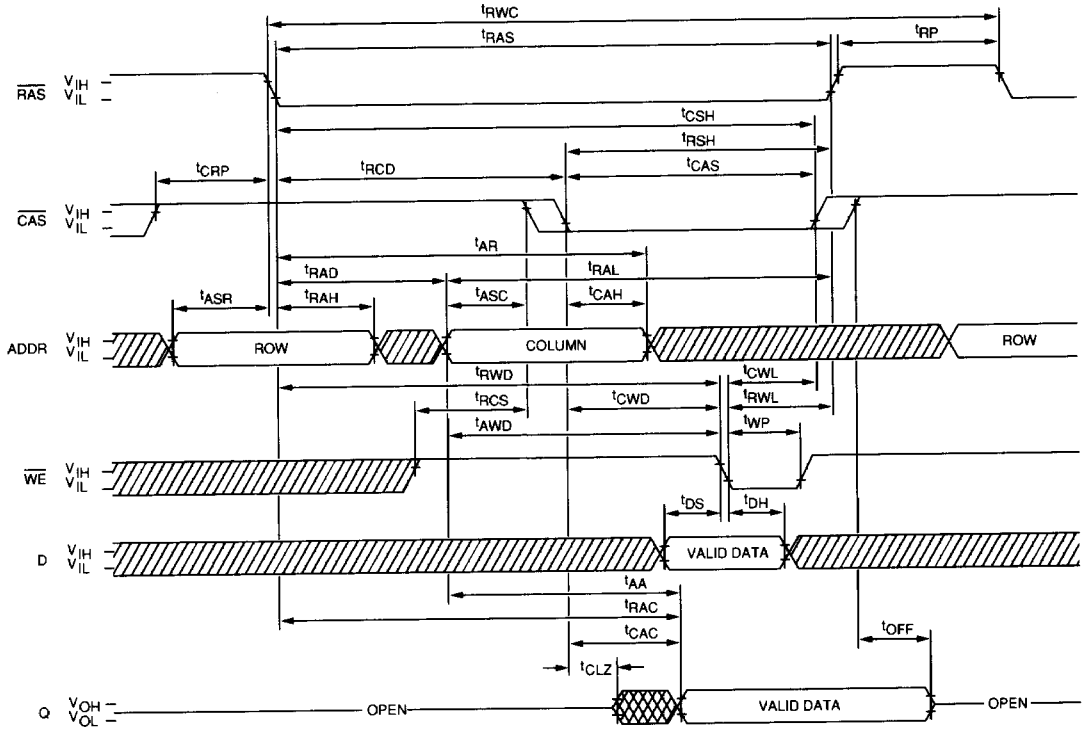 tRWC
tRAS
tRP
RAS
VIH
VIL
tCSH
tRSH
tCRP
tRCD
tCAS
CAS
VIH
VIL
tAR
tRAD
tRAL
tASR
tRAH
tASC
tCAH
ADDR
VIH
VIL
ROW
COLUMN
ROW
tRWD
tCWL
tRCS
tCWD
tRWL
tAWD
tWP
WE
VIH
VIL
tDS
tDH
D
VIH
VIL
VALID DATA
tAA
tRAC
tCAC
tOFF
tCLZ
Q
VOH
VOL
OPEN
VALID DATA
OPEN